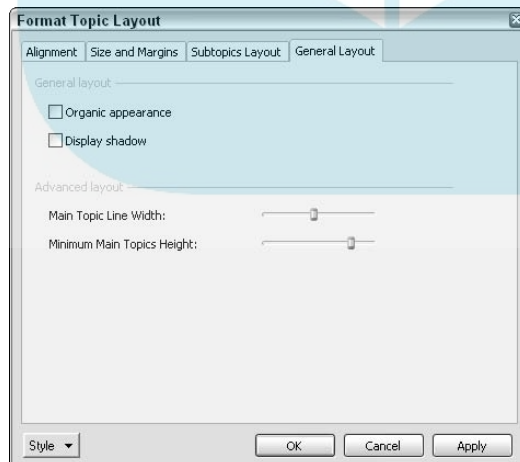 Format Topic Layout
Alignment Size and Margins Subtopics Layout General Layout
General layout
Organic appearance
Display shadow
Advanced layout
Main Topic Line Width:
Minimum Main Topics Height:
Style OK Cancel Apply